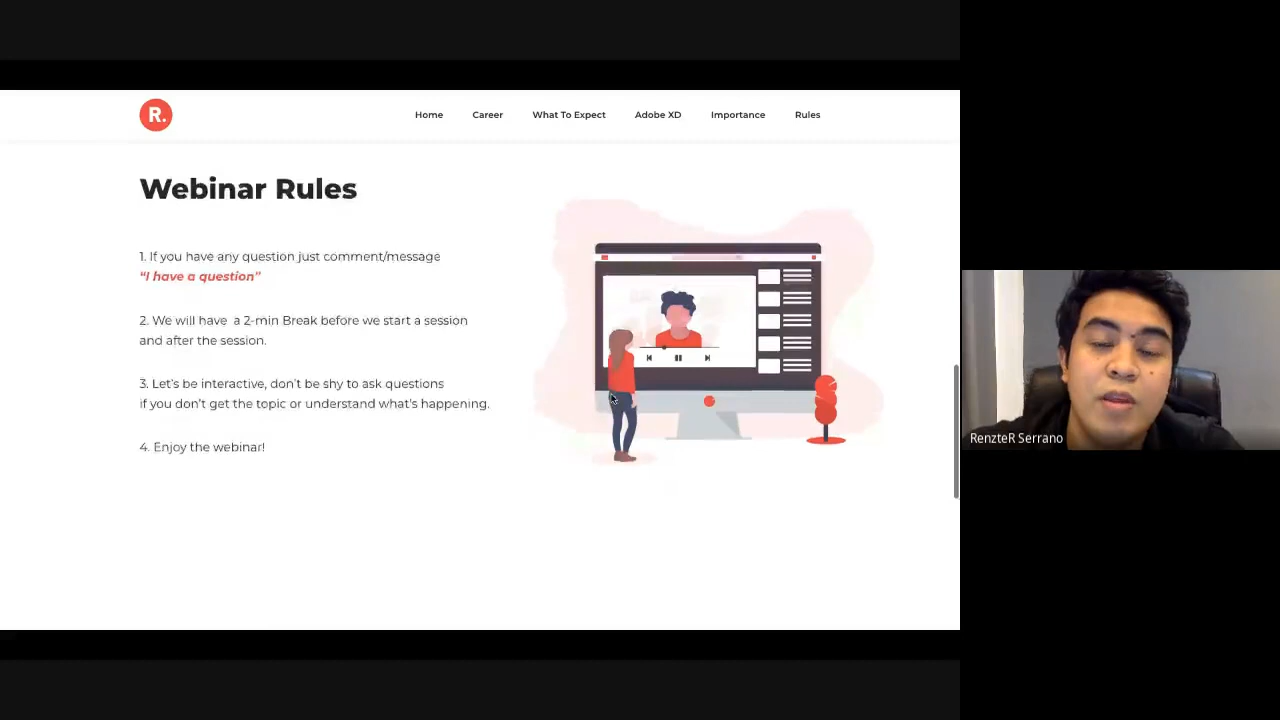 R.
Home Career What To Expect Adobe XD Importance Rules
Webinar Rules
1. If you have any question just comment/message
"I have a question"
2. We will have a 2-min Break before we start a session
and after the session.
3. Let's be interactive, don't be shy to ask questions
if you don't get the topic or understand what's happening.
4. Enjoy the webinar!
RenzteR Serrano